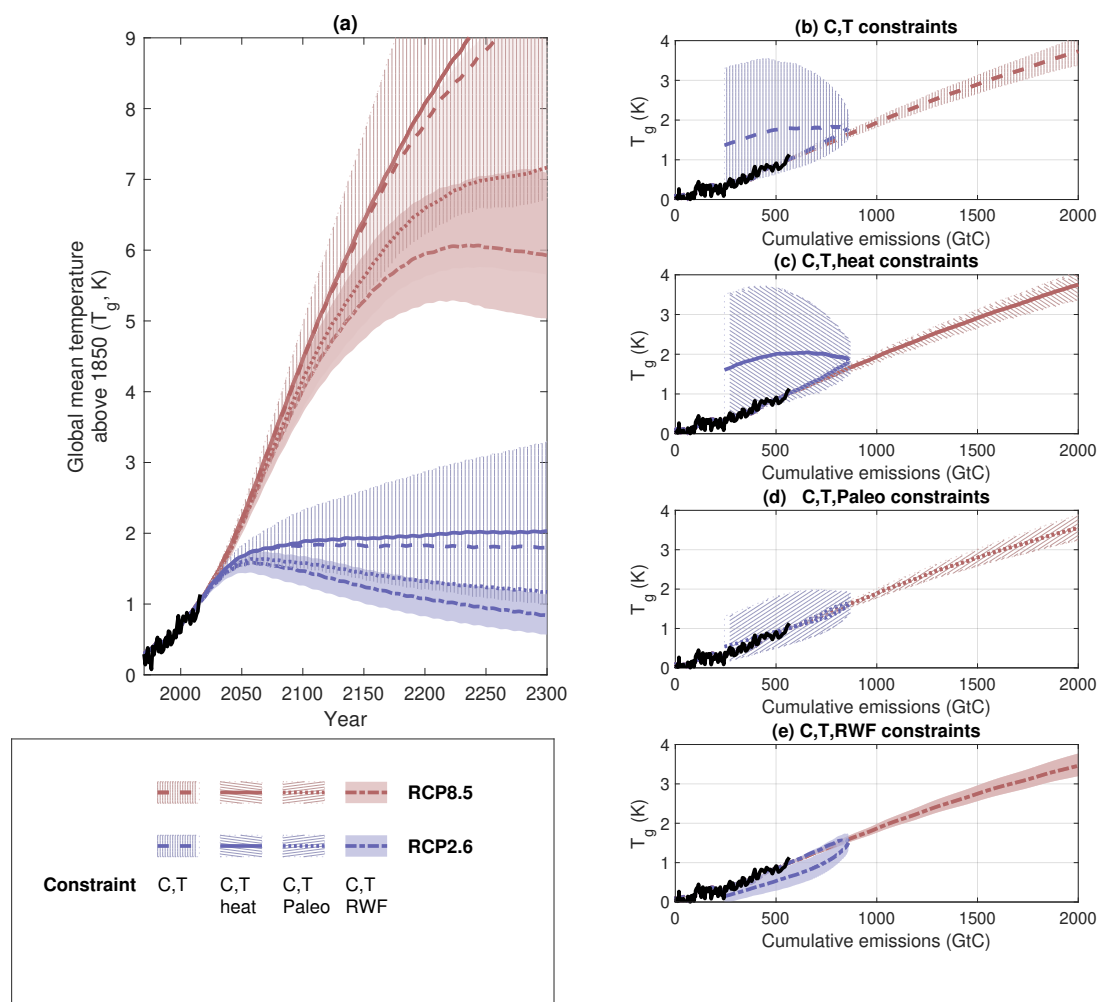 (a)
9
8
7
6
5
4
3
2
1
0
Global mean temperature
above 1850 (T_g, K)
2000 2050 2100 2150 2200 2250 2300
Year
RCP8.5
RCP2.6
Constraint C,T C,T C,T C,T
heat Paleo RWF
(b) C,T constraints
4
3
2
1
0
T_g (K)
0 500 1000 1500 2000
Cumulative emissions (GtC)
(c) C,T,heat constraints
4
3
2
1
0
T_g (K)
0 500 1000 1500 2000
Cumulative emissions (GtC)
(d) C,T,Paleo constraints
4
3
2
1
0
T_g (K)
0 500 1000 1500 2000
Cumulative emissions (GtC)
(e) C,T,RWF constraints
4
3
2
1
0
T_g (K)
0 500 1000 1500 2000
Cumulative emissions (GtC)